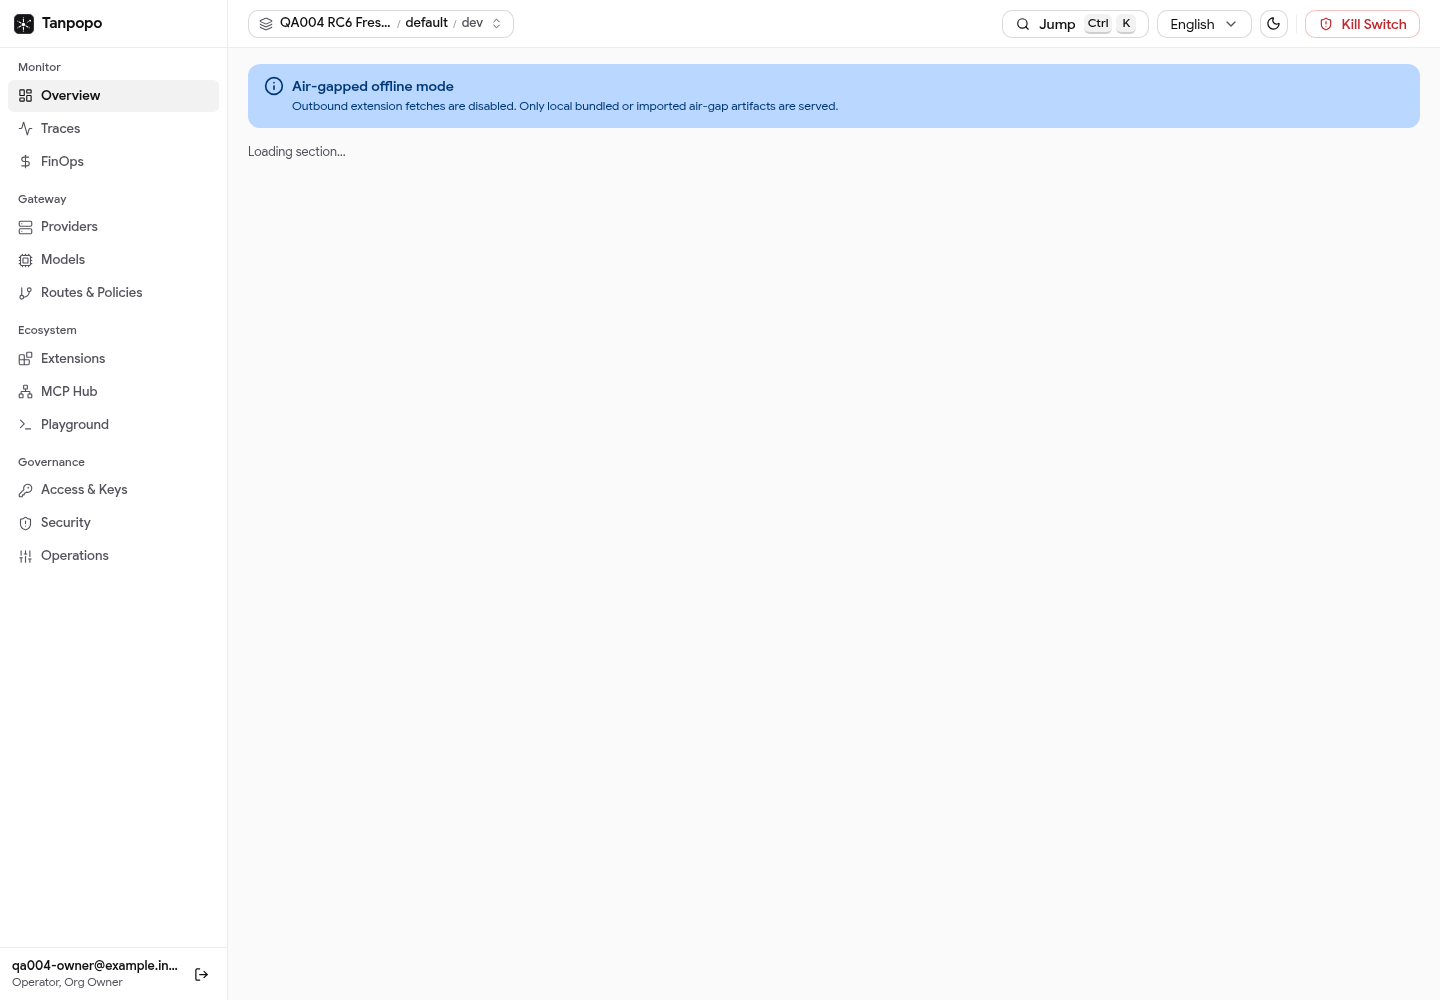 Tanpopo
Monitor
Overview
Traces
FinOps
Gateway
Providers
Models
Routes & Policies
Ecosystem
Extensions
MCP Hub
Playground
Governance
Access & Keys
Security
Operations
qa004-owner@example.in...
Operator, Org Owner
QA004 RC6 Fres... / default / dev
Jump Ctrl K
English
Kill Switch
Air-gapped offline mode
Outbound extension fetches are disabled. Only local bundled or imported air-gap artifacts are served.
Loading section...